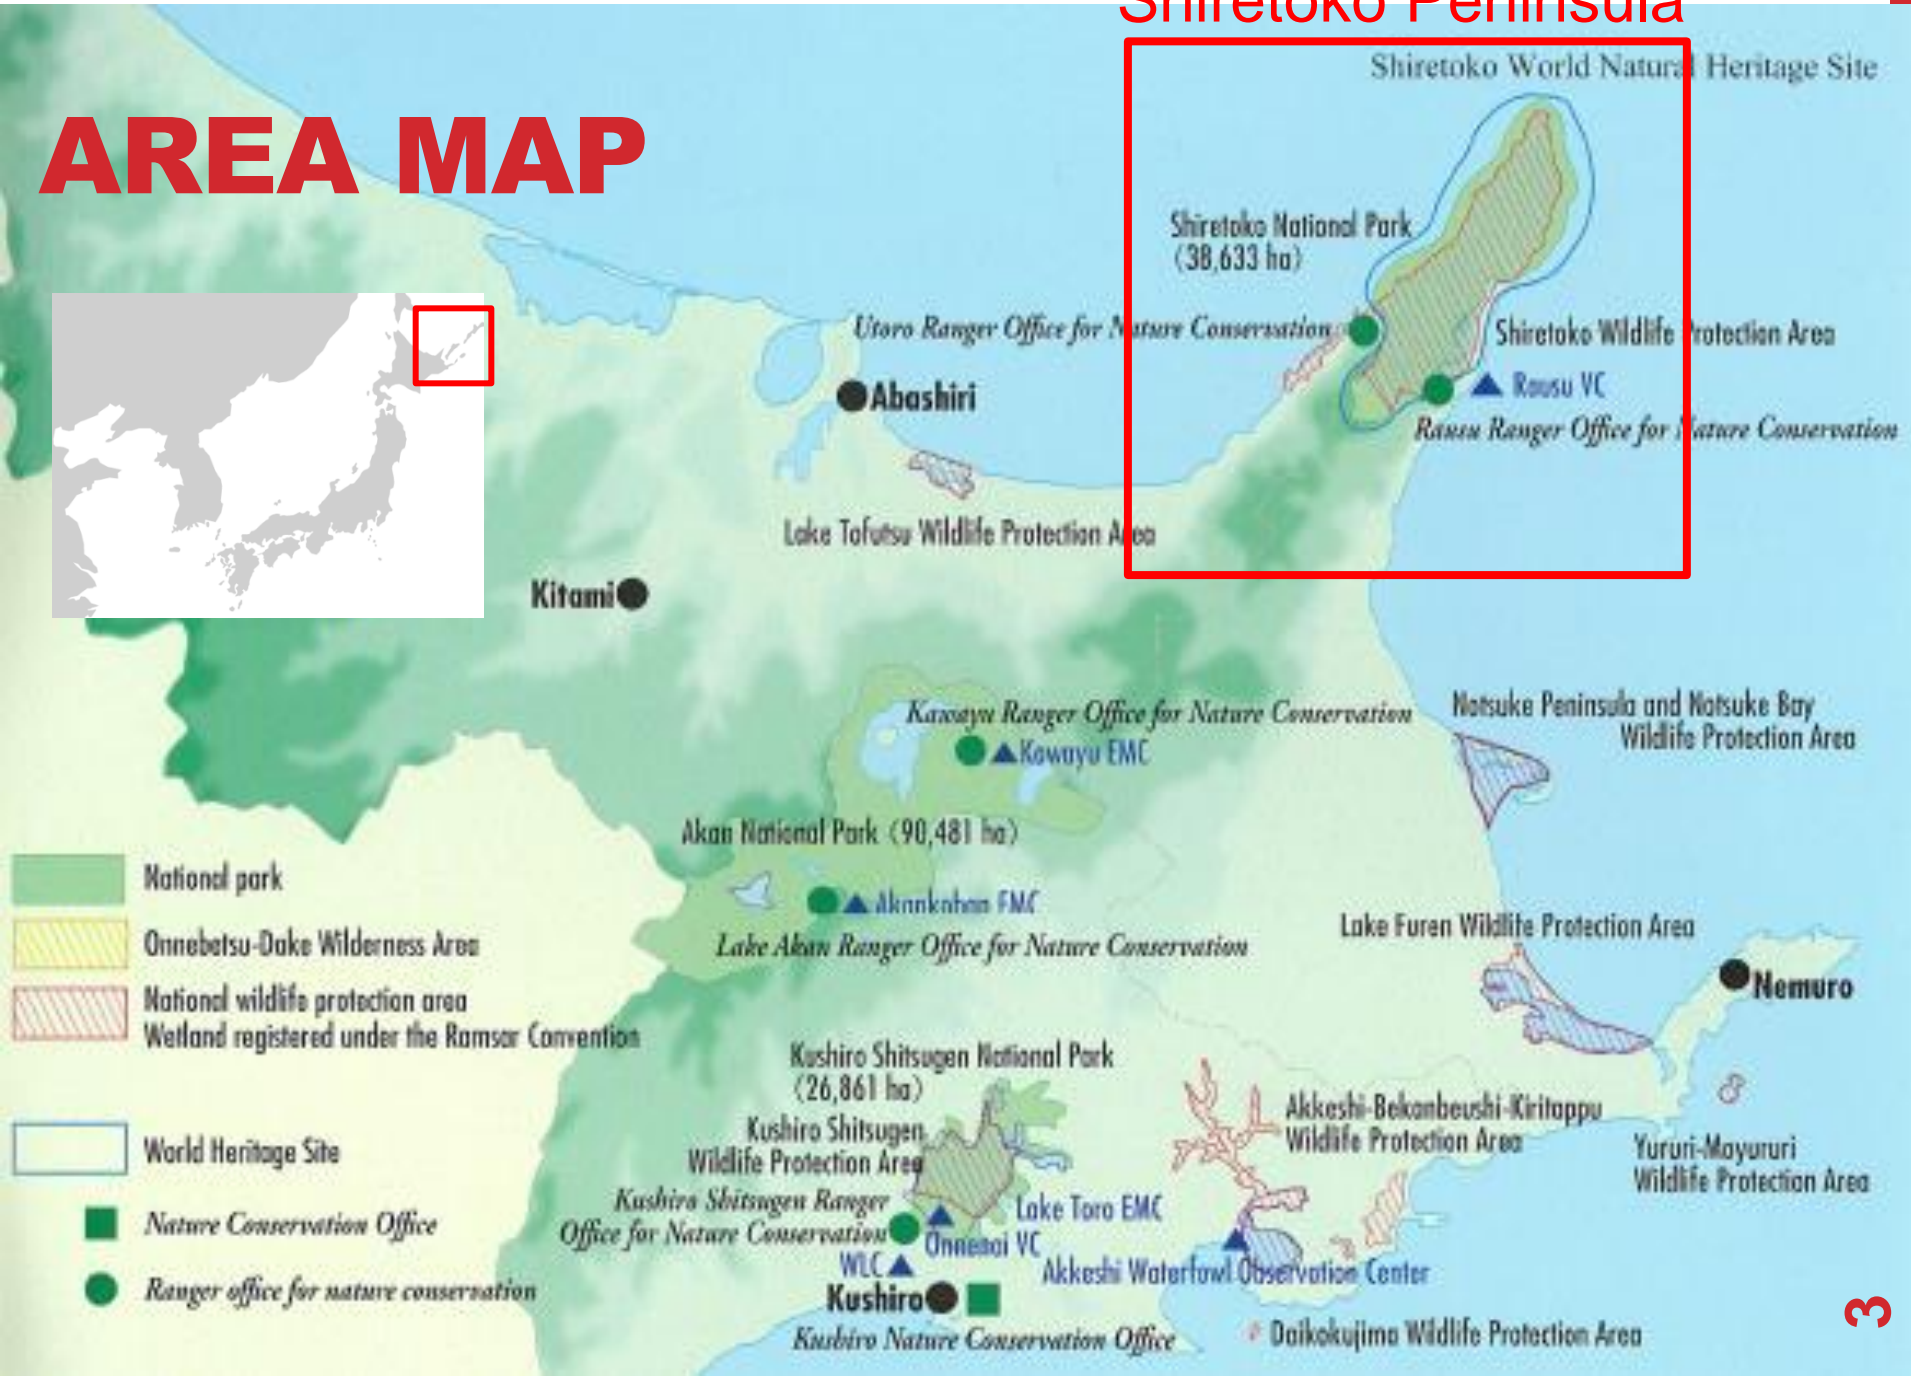 Shiretoko Peninsula
Shiretoko World Natural Heritage Site
AREA MAP
Shiretoko National Park
(38,633 ha)
Utoro Ranger Office for Nature Conservation
Shiretoko Wildlife Protection Area
Abashiri
Rausu VC
Rausu Ranger Office for Nature Conservation
Lake Tofutsu Wildlife Protection Area
Kitami
Kawayu Ranger Office for Nature Conservation
Notsuke Peninsula and Notsuke Bay
Wildlife Protection Area
Kawayu EMC
Akan National Park (90,481 ha)
National park
Akankohan EMC
Lake Furen Wildlife Protection Area
Onnebetsu-Dake Wilderness Area
Lake Akan Ranger Office for Nature Conservation
Nemuro
National wildlife protection area
Wetland registered under the Ramsar Convention
Kushiro Shitsugen National Park
(26,861 ha)
Akkeshi-Bekanbeushi-Kiritappu
Wildlife Protection Area
Kushiro Shitsugen
Wildlife Protection Area
World Heritage Site
Yururi-Moyururi
Wildlife Protection Area
Kushiro Shitsugen Ranger
Office for Nature Conservation
Lake Toro EMC
Nature Conservation Office
Onnenai VC
WLC
Akkeshi Waterfowl Observation Center
Ranger office for nature conservation
Kushiro
Kushiro Nature Conservation Office
Daikokujima Wildlife Protection Area
3